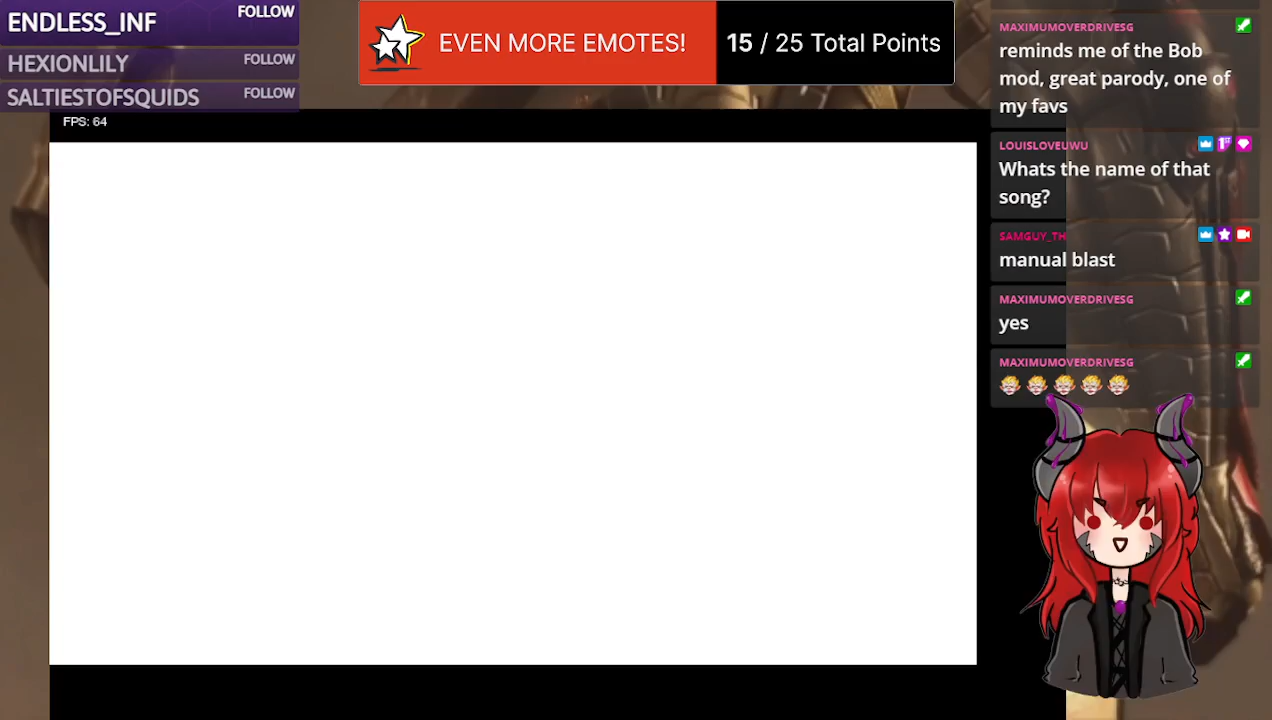 ENDLESS_INF FOLLOW
HEXIONLILY FOLLOW
SALTIESTOFSQUIDS FOLLOW
EVEN MORE EMOTES! 15 / 25 Total Points
FPS: 64
MAXIMUMOVERDRIVESG
reminds me of the Bob
mod, great parody, one of
my favs
LOUISLOVEUWU
Whats the name of that
song?
SAMGUY_TH
manual blast
MAXIMUMOVERDRIVESG
yes
MAXIMUMOVERDRIVESG